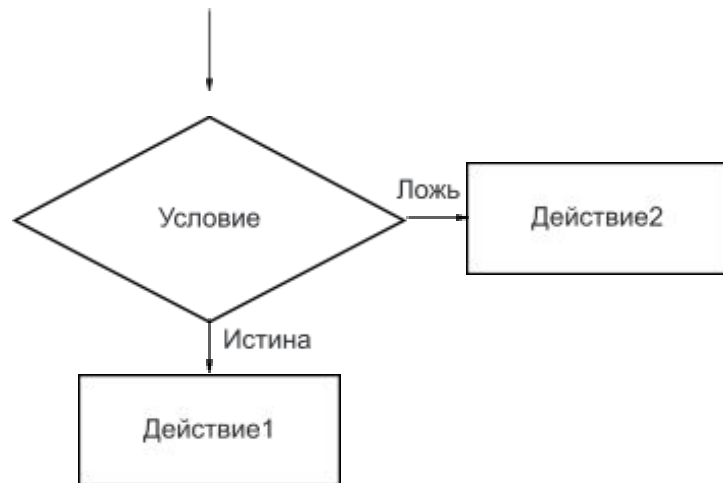 Условие
Ложь
Действие2
Истина
Действие1